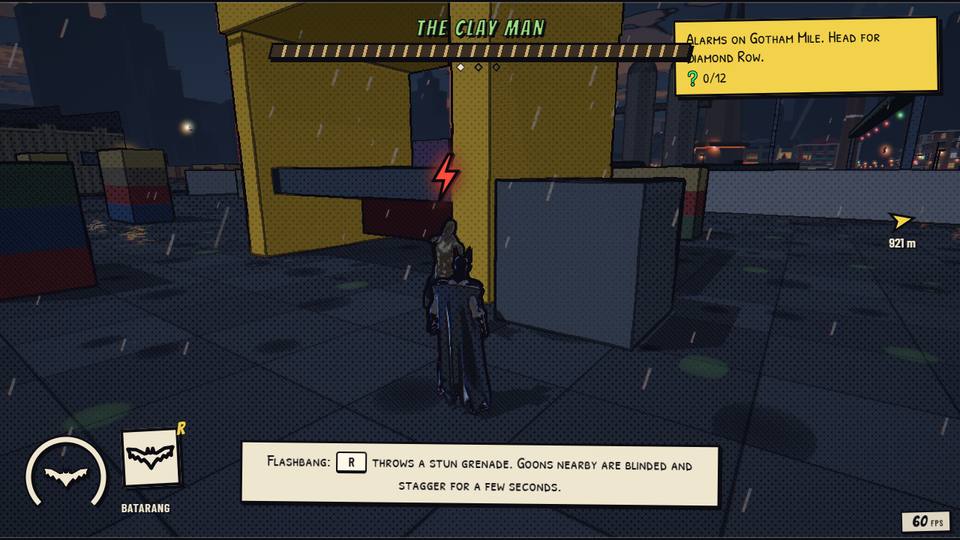 THE CLAY MAN
ALARMS ON GOTHAM MILE. HEAD FOR
DIAMOND ROW.
? 0/12
921 m
R
BATARANG
FLASHBANG: R THROWS A STUN GRENADE. GOONS NEARBY ARE BLINDED AND
STAGGER FOR A FEW SECONDS.
60 FPS